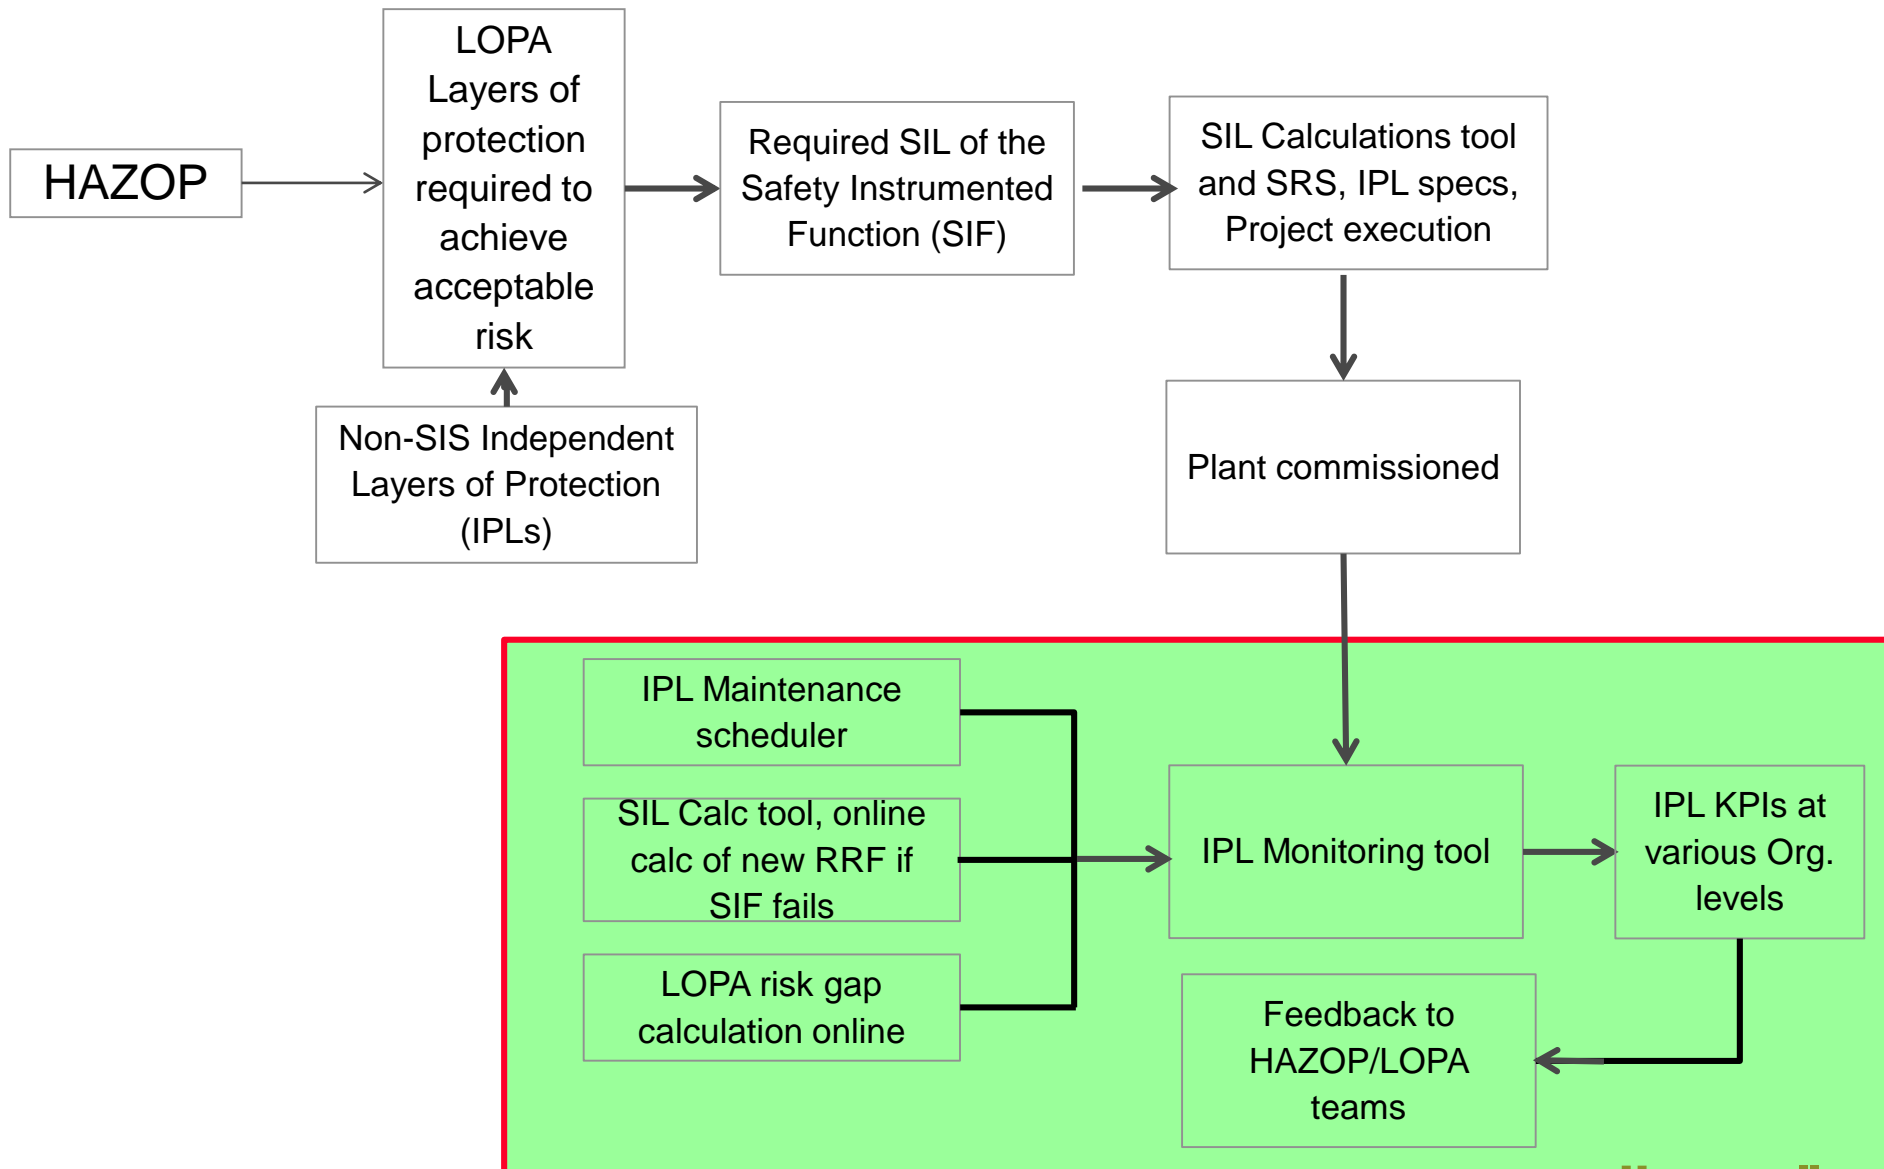 HAZOP
LOPA
Layers of
protection
required to
achieve
acceptable
risk
Non-SIS Independent
Layers of Protection
(IPLs)
Required SIL of the
Safety Instrumented
Function (SIF)
SIL Calculations tool
and SRS, IPL specs,
Project execution
Plant commissioned
IPL Maintenance
scheduler
SIL Calc tool, online
calc of new RRF if
SIF fails
LOPA risk gap
calculation online
IPL Monitoring tool
IPL KPIs at
various Org.
levels
Feedback to
HAZOP/LOPA
teams